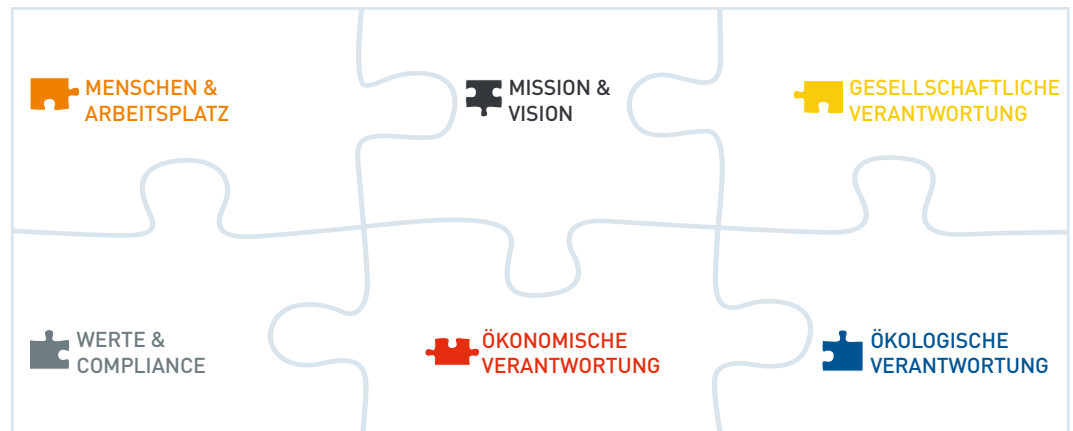 MENSCHEN &
ARBEITSPLATZ
MISSION &
VISION
GESELLSCHAFTLICHE
VERANTWORTUNG
WERTE &
COMPLIANCE
ÖKONOMISCHE
VERANTWORTUNG
ÖKOLOGISCHE
VERANTWORTUNG